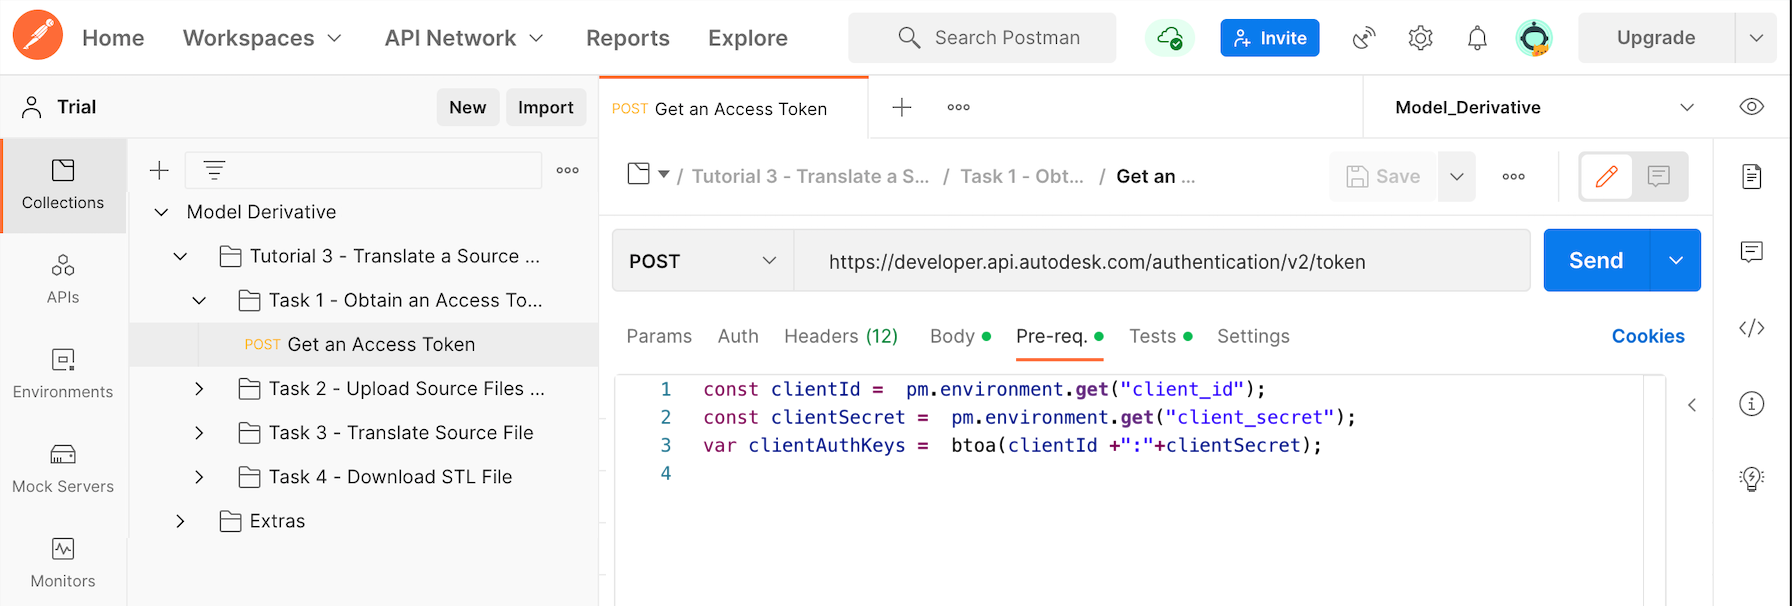 Home Workspaces API Network Reports Explore Search Postman Invite Upgrade
Trial New Import
POST Get an Access Token
Model_Derivative
Collections
APIs
Environments
Mock Servers
Monitors
Model Derivative
Tutorial 3 - Translate a Source ...
Task 1 - Obtain an Access To...
POST Get an Access Token
Task 2 - Upload Source Files ...
Task 3 - Translate Source File
Task 4 - Download STL File
Extras
/ Tutorial 3 - Translate a S... / Task 1 - Obt... / Get an ... Save
POST https://developer.api.autodesk.com/authentication/v2/token Send
Params Auth Headers (12) Body Pre-req. Tests Settings Cookies
1 const clientId = pm.environment.get("client_id");
2 const clientSecret = pm.environment.get("client_secret");
3 var clientAuthKeys = btoa(clientId +":"+clientSecret);
4